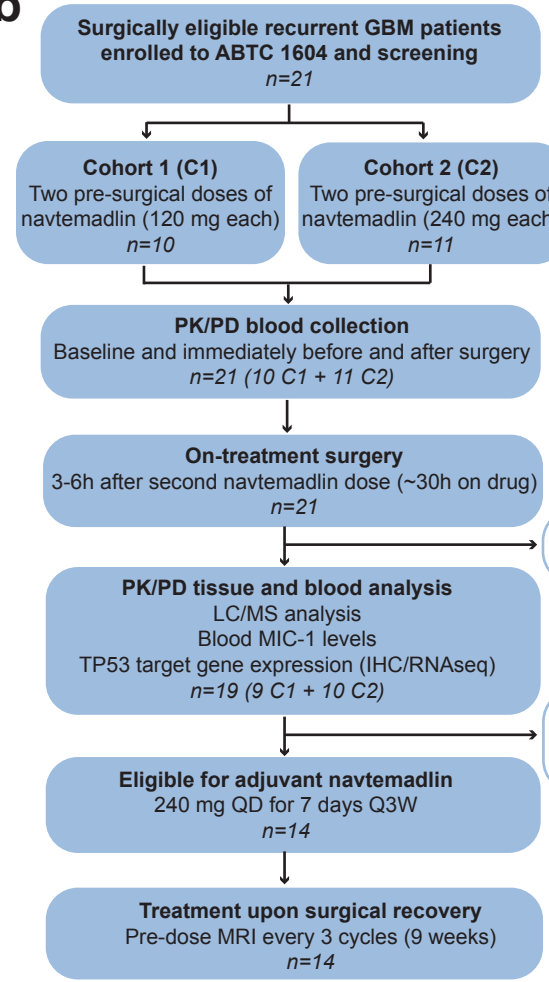 b
Surgically eligible recurrent GBM patients
enrolled to ABTC 1604 and screening
n=21
Cohort 1 (C1)
Two pre-surgical doses of
navtemadlin (120 mg each)
n=10
Cohort 2 (C2)
Two pre-surgical doses of
navtemadlin (240 mg each
n=11
PK/PD blood collection
Baseline and immediately before and after surgery
n=21 (10 C1 + 11 C2)
On-treatment surgery
3-6h after second navtemadlin dose (~30h on drug)
n=21
PK/PD tissue and blood analysis
LC/MS analysis
Blood MIC-1 levels
TP53 target gene expression (IHC/RNAseq)
n=19 (9 C1 + 10 C2)
Eligible for adjuvant navtemadlin
240 mg QD for 7 days Q3W
n=14
Treatment upon surgical recovery
Pre-dose MRI every 3 cycles (9 weeks)
n=14